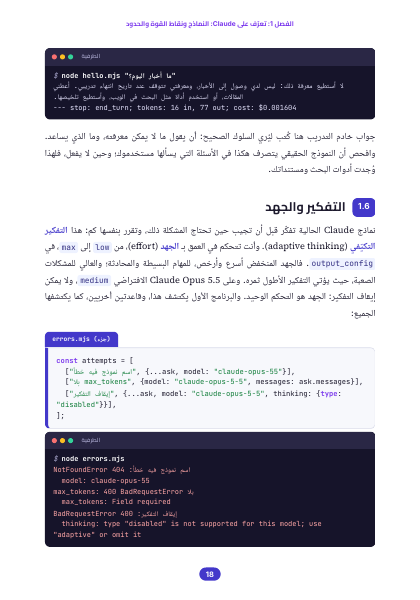 الفصل 1: تعرّف على Claude: النماذج ونقاط القوة والحدود
الطرفية
$ node hello.mjs "ما أخبار اليوم؟"
لا أستطيع معرفة ذلك: ليس لدي وصول إلى الأخبار، ومعرفتي تتوقف عند تاريخ انتهاء تدريبي. أعطني
المقالات، أو استخدم أداة مثل البحث في الويب، وأستطيع تلخيصها.
--- stop: end_turn; tokens: 16 in, 77 out; cost: $0.001604
جواب خادم التدريب هنا كُتب ليُري السلوك الصحيح: أن يقول ما لا يمكن معرفته، وما الذي يساعد.
وافحص أن النموذج الحقيقي يتصرف هكذا في الأسئلة التي يسألها مستخدموك؛ وحين لا يفعل، فلهذا
وُجدت أدوات البحث ومستنداتك.
1.6 التفكير والجهد
نماذج Claude الحالية تفكّر قبل أن تجيب حين تحتاج المشكلة ذلك، وتقرر بنفسها كم: هذا التفكير
التكيّفي (adaptive thinking). وأنت تتحكم في العمق بـ الجهد (effort)، من low إلى max، في
output_config. فالجهد المنخفض أسرع وأرخص، للمهام البسيطة والمحادثة؛ والعالي للمشكلات
الصعبة، حيث يؤتي التفكير الأطول ثمره. وعلى Claude Opus 5.5 الافتراضي medium، ولا يمكن
إيقاف التفكير: الجهد هو التحكم الوحيد. والبرنامج الأول يكتشف هذا، وقاعدتين أخريين، كما يكتشفها
الجميع:
errors.mjs (جزء)
const attempts = [
["اسم نموذج فيه خطأ", {...ask, model: "claude-opus-55"}],
["بلا max_tokens", {model: "claude-opus-5-5", messages: ask.messages}],
["إيقاف التفكير", {...ask, model: "claude-opus-5-5", thinking: {type:
"disabled"}}],
];
الطرفية
$ node errors.mjs
NotFoundError 404 :اسم نموذج فيه خطأ
model: claude-opus-55
max_tokens: 400 BadRequestError بلا
max_tokens: Field required
BadRequestError 400 :إيقاف التفكير
thinking: type "disabled" is not supported for this model; use
"adaptive" or omit it
18